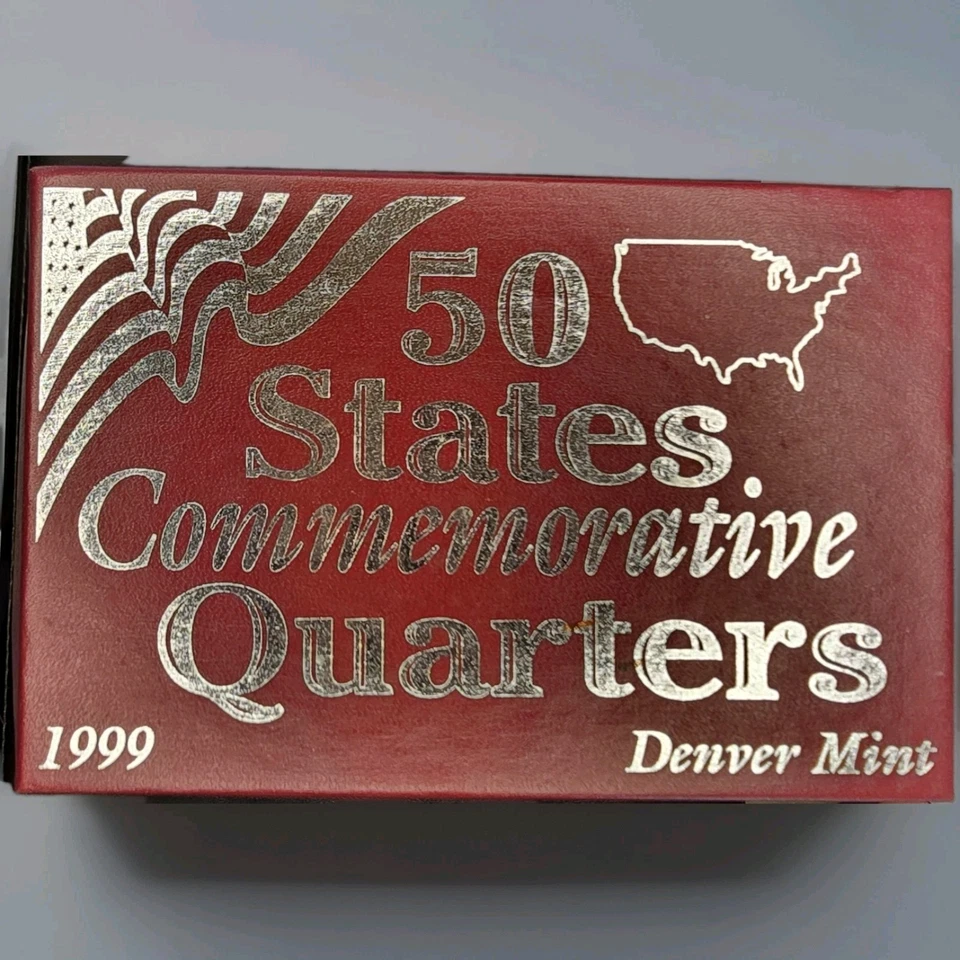 50
States
Commemorative
Quarters
1999
Denver Mint